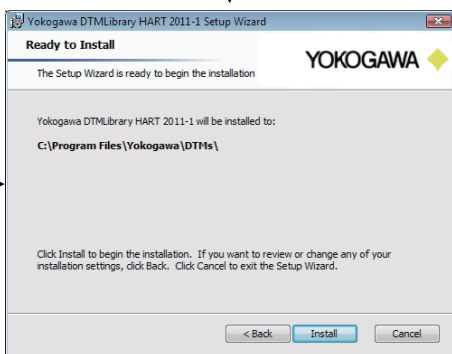 Yokogawa DTMLibrary HART 2011-1 Setup Wizard
Ready to Install
The Setup Wizard is ready to begin the installation
YOKOGAWA
Yokogawa DTMLibrary HART 2011-1 will be installed to:
C:\Program Files\Yokogawa\DTMs\
Click Install to begin the installation. If you want to review or change any of your
installation settings, click Back. Click Cancel to exit the Setup Wizard.
< Back Install Cancel